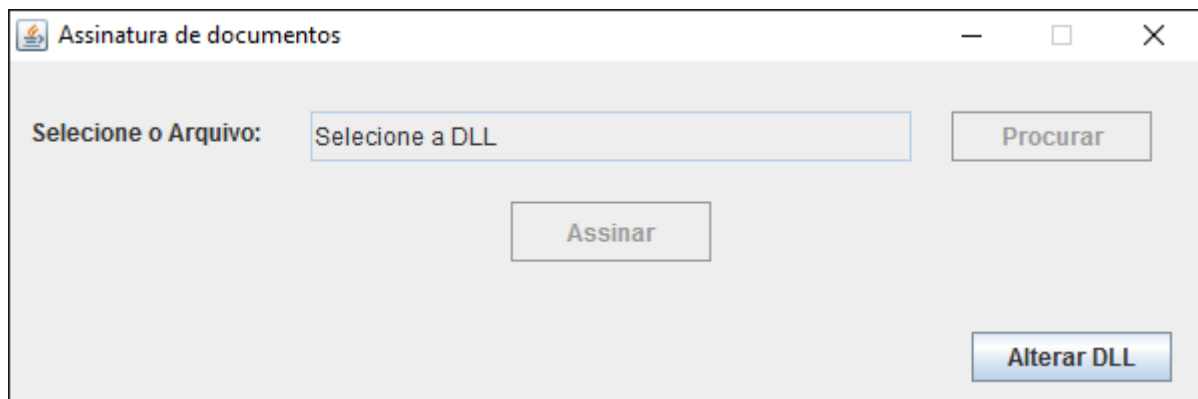 Assinatura de documentos
Selecione o Arquivo: Selecione a DLL Procurar
Assinar
Alterar DLL